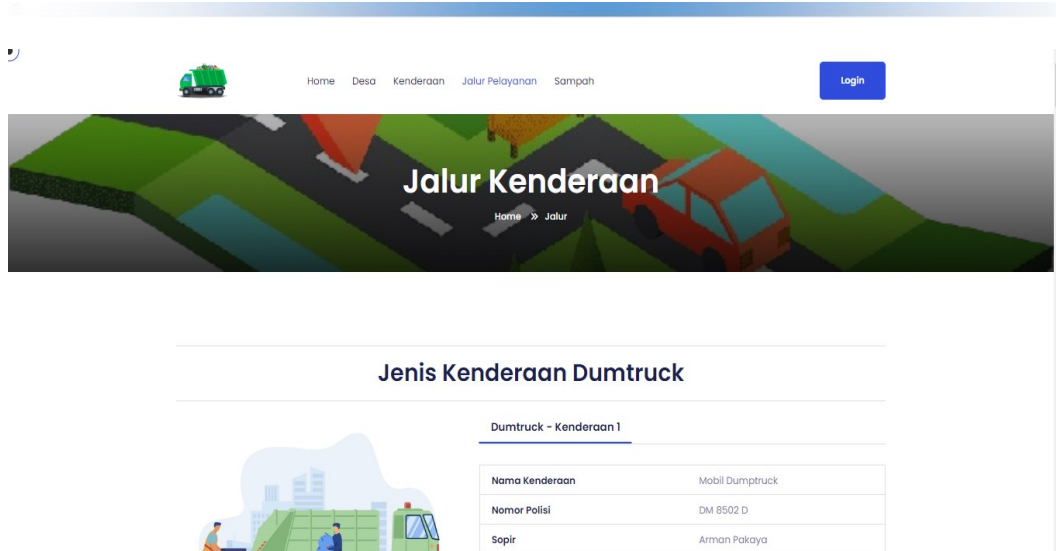 Home Desa Kenderaan Jalur Pelayanan Sampah Login
Jalur Kenderaan
Home » Jalur
Jenis Kenderaan Dumtruck
Dumtruck - Kenderaan 1
Nama Kenderaan Mobil Dumptruck
Nomor Polisi DM 8502 D
Sopir Arman Pakaya